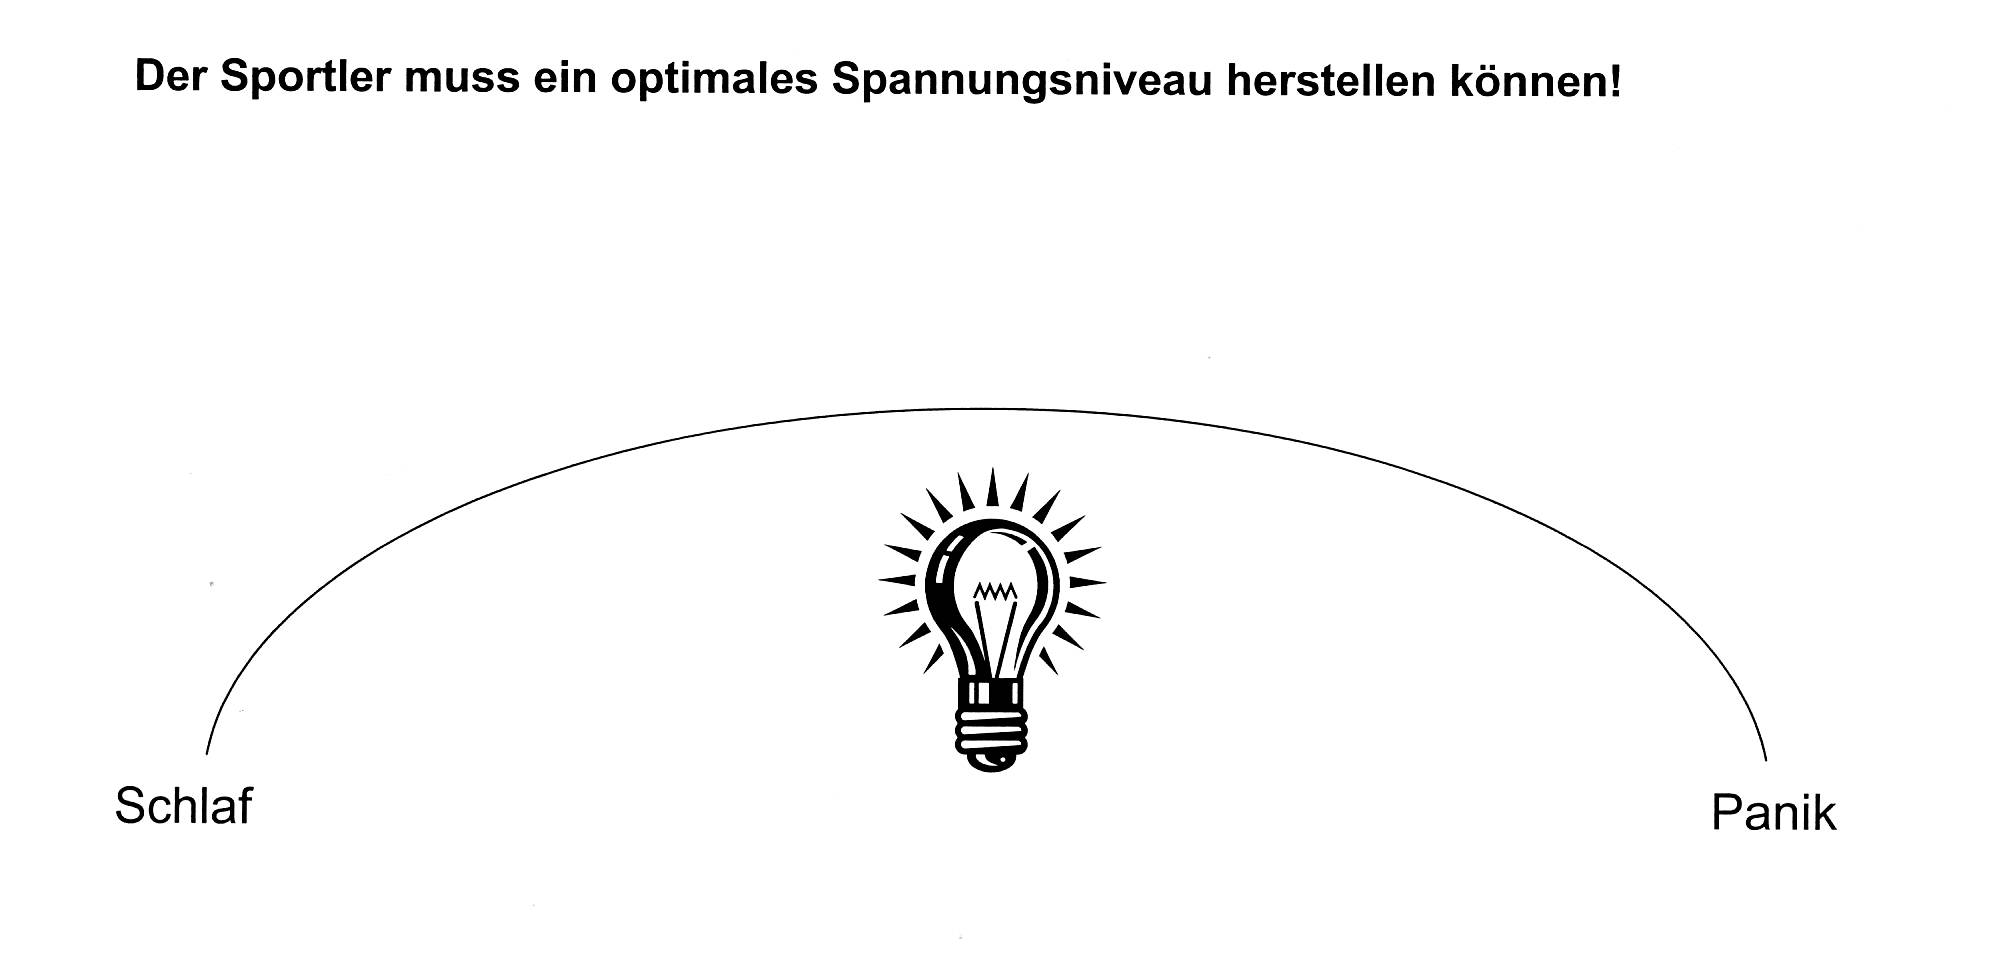 Der Sportler muss ein optimales Spannungsniveau herstellen können!
Schlaf
Panik